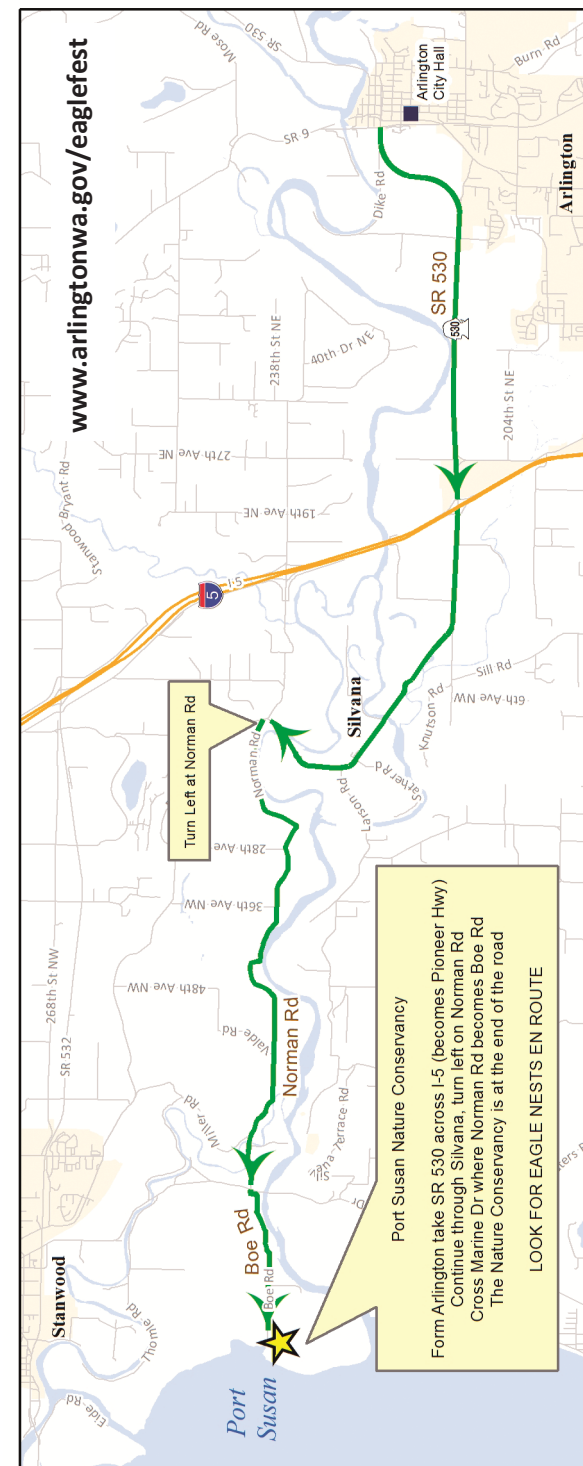 www.arlingtonwa.gov/eaglefest
Mose Rd
SR 530
Burn Rd
Arlington
City Hall
SR 9
Dike Rd
Arlington
SR 530
530
238th St NE
40th Dr NE
204th St NE
27th Ave NE
19th Ave NE
Stanwood Bryant Rd
I-5
5
Sill Rd
6th Ave NW
Knutson Rd
Silvana
Sather Rd
Larson Rd
Norman Rd
Turn Left at Norman Rd
28th Ave
36th Ave NW
48th Ave NW
268th St NW
SR 532
Valde Rd
Norman Rd
Miller Rd
Silvana Terrace Rd
Dr
Boe Rd
Boe Rd
Stanwood
Thomle Rd
Eide Rd
Port
Susan
Port Susan Nature Conservancy
Form Arlington take SR 530 across I-5 (becomes Pioneer Hwy)
Continue through Silvana, turn left on Norman Rd
Cross Marine Dr where Norman Rd becomes Boe Rd
The Nature Conservancy is at the end of the road
LOOK FOR EAGLE NESTS EN ROUTE